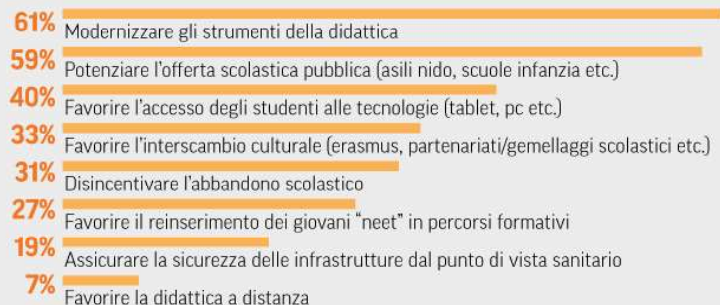 61%
Modernizzare gli strumenti della didattica
59%
Potenziare l'offerta scolastica pubblica (asili nido, scuole infanzia etc.)
40%
Favorire l'accesso degli studenti alle tecnologie (tablet, pc etc.)
33%
Favorire l'interscambio culturale (erasmus, partenariati/gemellaggi scolastici etc.)
31%
Disincentivare l'abbandono scolastico
27%
Favorire il reinserimento dei giovani “neet” in percorsi formativi
19%
Assicurare la sicurezza delle infrastrutture dal punto di vista sanitario
7%
Favorire la didattica a distanza